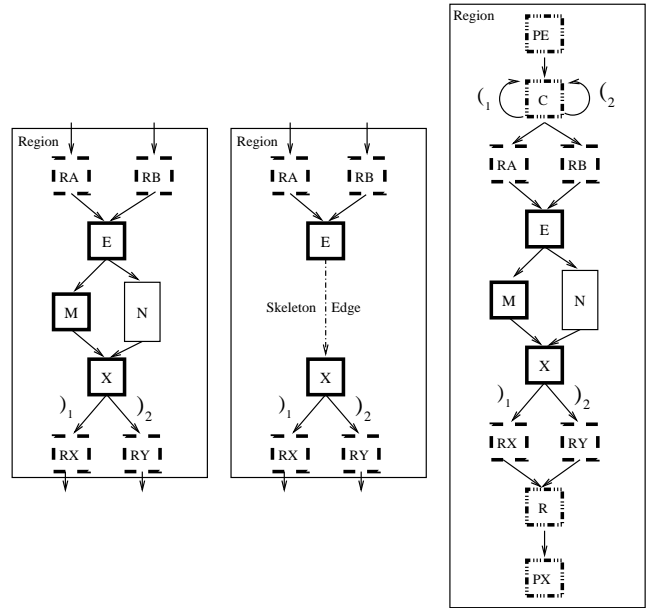 Region
RA RB
E
M N
X
)1 )2
RX RY
Region
RA RB
E
Skeleton Edge
X
)1 )2
RX RY
Region
PE
(1 C (2
RA RB
E
M N
X
)1 )2
RX RY
R
PX